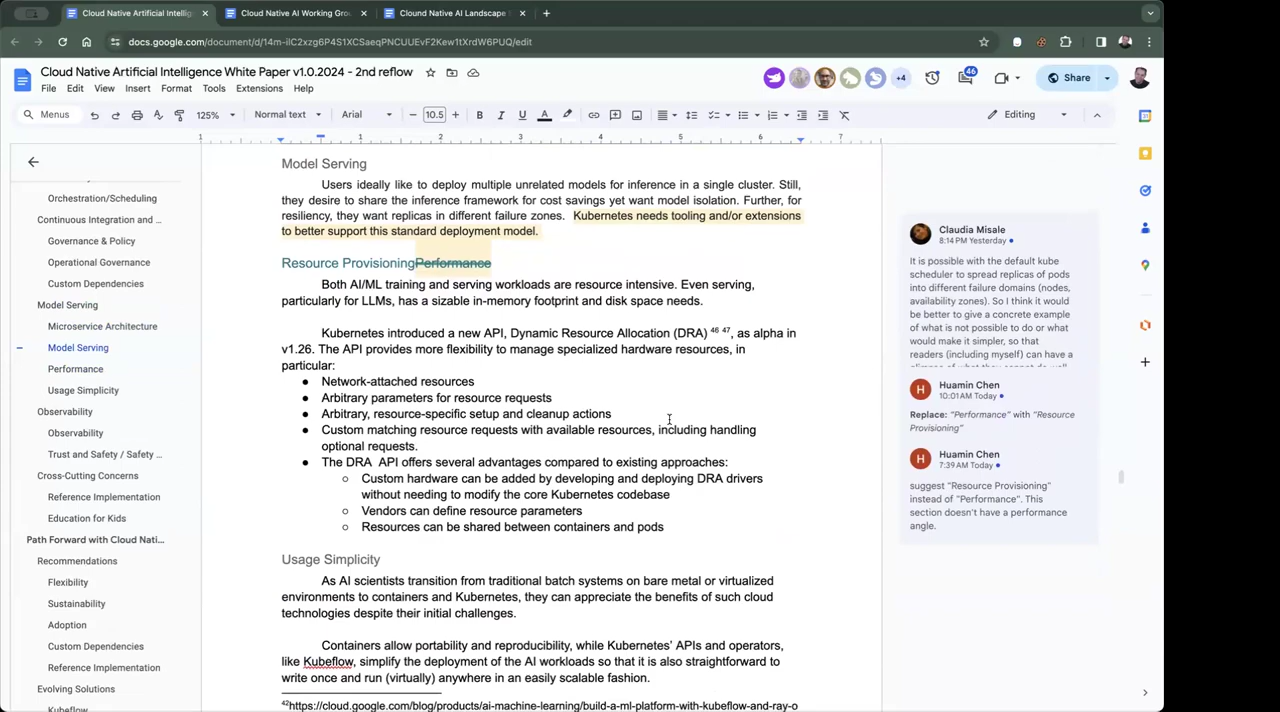 Cloud Native Artificial Intellige
Cloud Native AI Working Gro
Clound Native AI Landscape
docs.google.com/document/d/14m-ilC2xzg6P4S1XCSaeqPNCUUEvF2Kew1tXrdW6PUQ/edit
Cloud Native Artificial Intelligence White Paper v1.0.2024 - 2nd reflow
File Edit View Insert Format Tools Extensions Help
+4
46
Share
Menus
125%
Normal text
Arial
10.5
Editing
1 1 2 3 4 5 6 7
Orchestration/Scheduling
Continuous Integration and ...
Governance & Policy
Operational Governance
Custom Dependencies
Model Serving
Microservice Architecture
Model Serving
Performance
Usage Simplicity
Observability
Observability
Trust and Safety / Safety ...
Cross-Cutting Concerns
Reference Implementation
Education for Kids
Path Forward with Cloud Nati...
Recommendations
Flexibility
Sustainability
Adoption
Custom Dependencies
Reference Implementation
Evolving Solutions
Kubeflow
Model Serving
Users ideally like to deploy multiple unrelated models for inference in a single cluster. Still,
they desire to share the inference framework for cost savings yet want model isolation. Further, for
resiliency, they want replicas in different failure zones. Kubernetes needs tooling and/or extensions
to better support this standard deployment model.
Resource ProvisioningPerformance
Both AI/ML training and serving workloads are resource intensive. Even serving,
particularly for LLMs, has a sizable in-memory footprint and disk space needs.
Kubernetes introduced a new API, Dynamic Resource Allocation (DRA) 46 47, as alpha in
v1.26. The API provides more flexibility to manage specialized hardware resources, in
particular:
● Network-attached resources
● Arbitrary parameters for resource requests
● Arbitrary, resource-specific setup and cleanup actions
● Custom matching resource requests with available resources, including handling
optional requests.
● The DRA API offers several advantages compared to existing approaches:
○ Custom hardware can be added by developing and deploying DRA drivers
without needing to modify the core Kubernetes codebase
○ Vendors can define resource parameters
○ Resources can be shared between containers and pods
Usage Simplicity
As AI scientists transition from traditional batch systems on bare metal or virtualized
environments to containers and Kubernetes, they can appreciate the benefits of such cloud
technologies despite their initial challenges.
Containers allow portability and reproducibility, while Kubernetes' APIs and operators,
like Kubeflow, simplify the deployment of the AI workloads so that it is also straightforward to
write once and run (virtually) anywhere in an easily scalable fashion.
42https://cloud.google.com/blog/products/ai-machine-learning/build-a-ml-platform-with-kubeflow-and-ray-o
Claudia Misale
8:14 PM Yesterday
It is possible with the default kube
scheduler to spread replicas of pods
into different failure domains (nodes,
availability zones). So I think it would
be better to give a concrete example
of what is not possible to do or what
would make it simpler, so that
readers (including myself) can have a
H
Huamin Chen
10:01 AM Today
Replace: "Performance" with "Resource
Provisioning"
H
Huamin Chen
7:39 AM Today
suggest "Resource Provisioning"
instead of "Performance". This
section doesn't have a performance
angle.